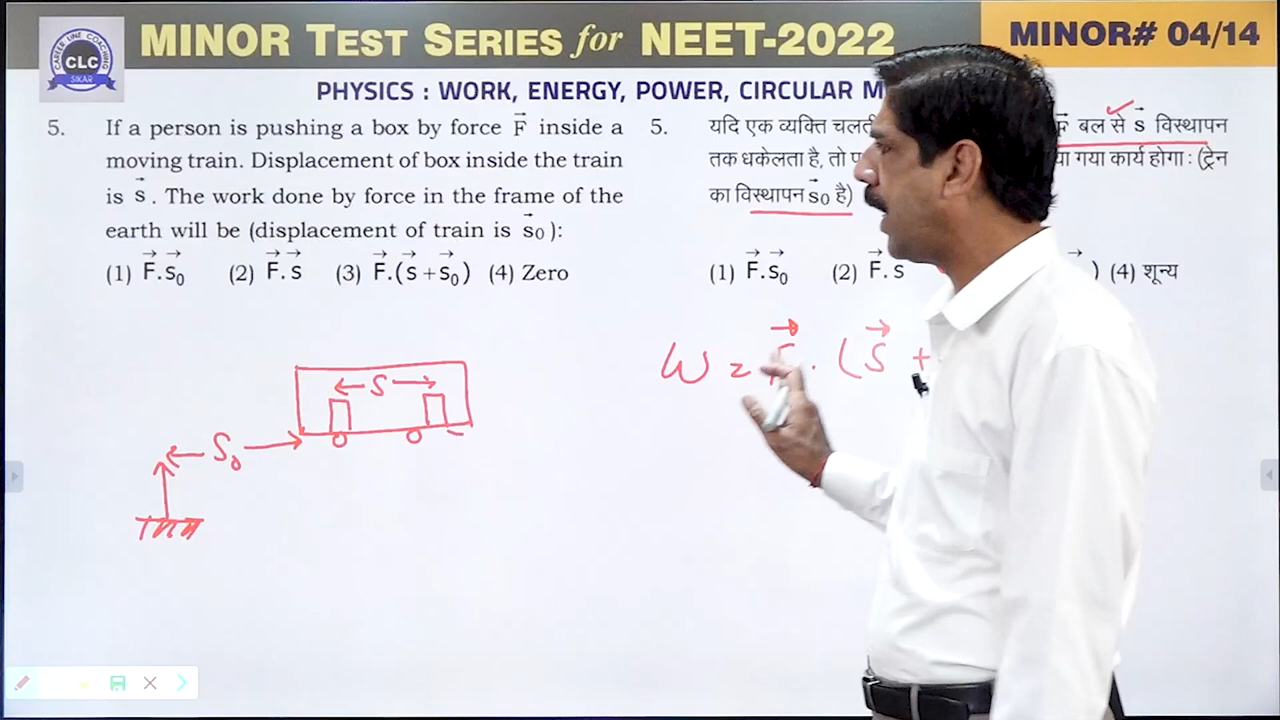 CAREER LINE COACHING
CLC
SIKAR
MINOR TEST SERIES for NEET-2022
MINOR# 04/14
PHYSICS : WORK, ENERGY, POWER, CIRCULAR M
5. If a person is pushing a box by force F⃗ inside a
moving train. Displacement of box inside the train
is s⃗ . The work done by force in the frame of the
earth will be (displacement of train is s⃗₀ ):
(1) F⃗.s⃗₀ (2) F⃗.s⃗ (3) F⃗.(s⃗+s⃗₀) (4) Zero
5. यदि एक व्यक्ति F⃗ बल से s⃗ विस्थापन
तक धकेलता है, तो गया कार्य होगा : (ट्रेन
का विस्थापन s⃗₀ है)
(1) F⃗.s⃗₀ (2) F⃗.s⃗ ) (4) शून्य
W = F⃗ . (S⃗ +
S
S₀